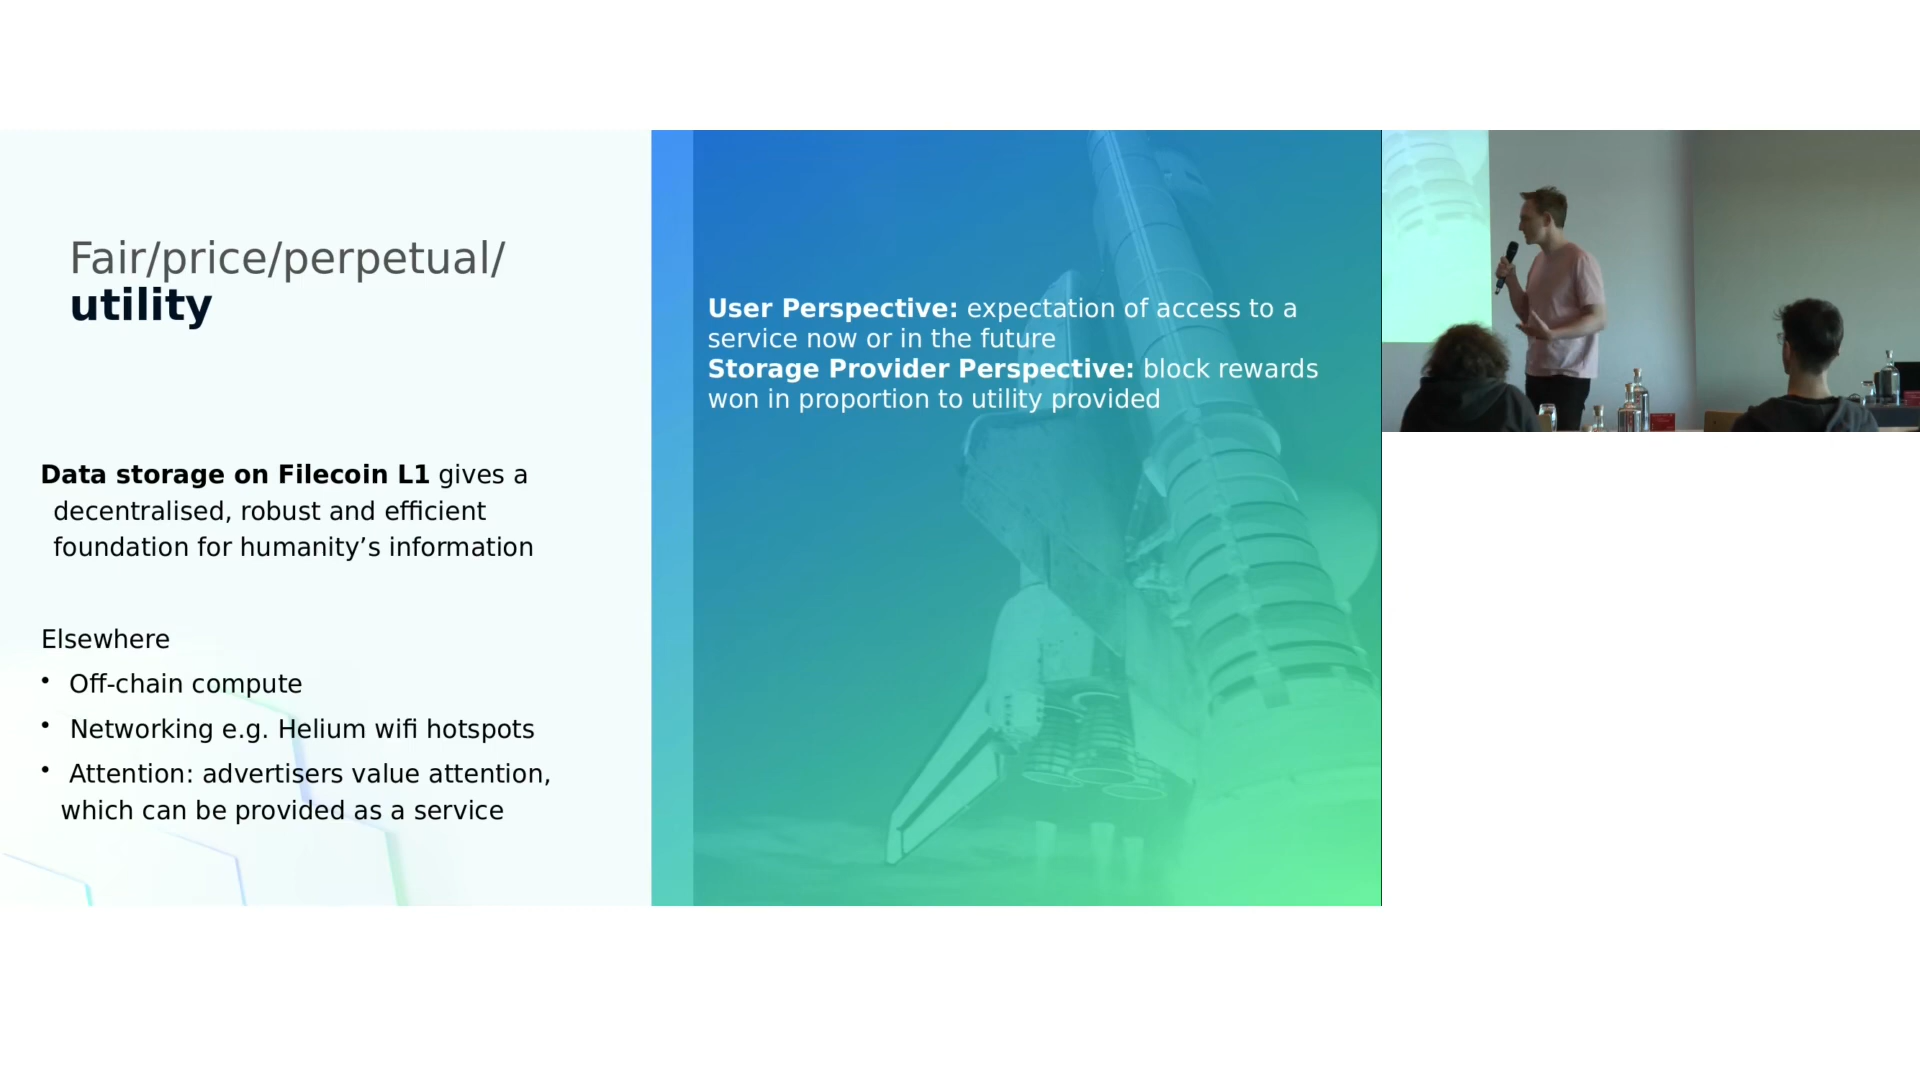 Fair/price/perpetual/
utility
Data storage on Filecoin L1 gives a
decentralised, robust and efficient
foundation for humanity’s information
Elsewhere
• Off-chain compute
• Networking e.g. Helium wifi hotspots
• Attention: advertisers value attention,
which can be provided as a service
User Perspective: expectation of access to a
service now or in the future
Storage Provider Perspective: block rewards
won in proportion to utility provided